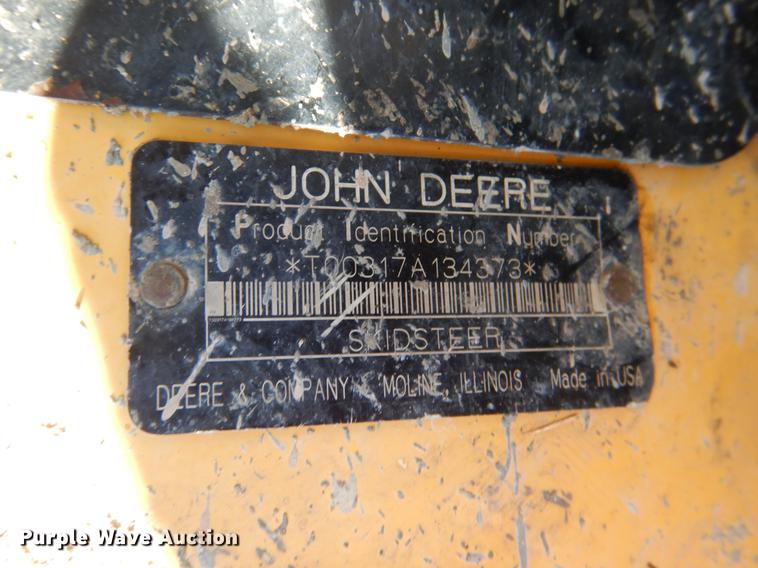 JOHN DEERE
Product Identification Number
*T00317A134373*
SKIDSTEER
DEERE & COMPANY MOLINE, ILLINOIS Made in USA
Purple Wave Auction